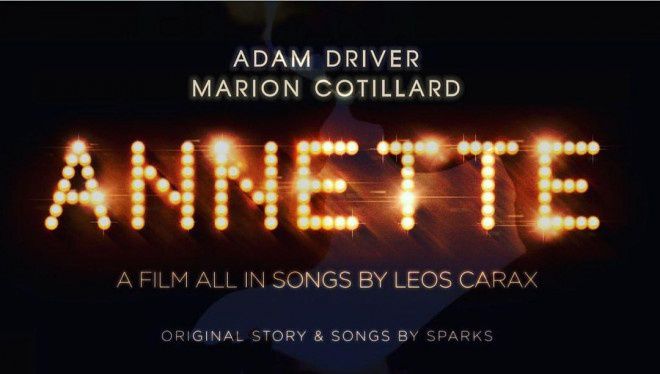 ADAM DRIVER
MARION COTILLARD
ANNETTE
A FILM ALL IN SONGS BY LEOS CARAX
ORIGINAL STORY & SONGS BY SPARKS